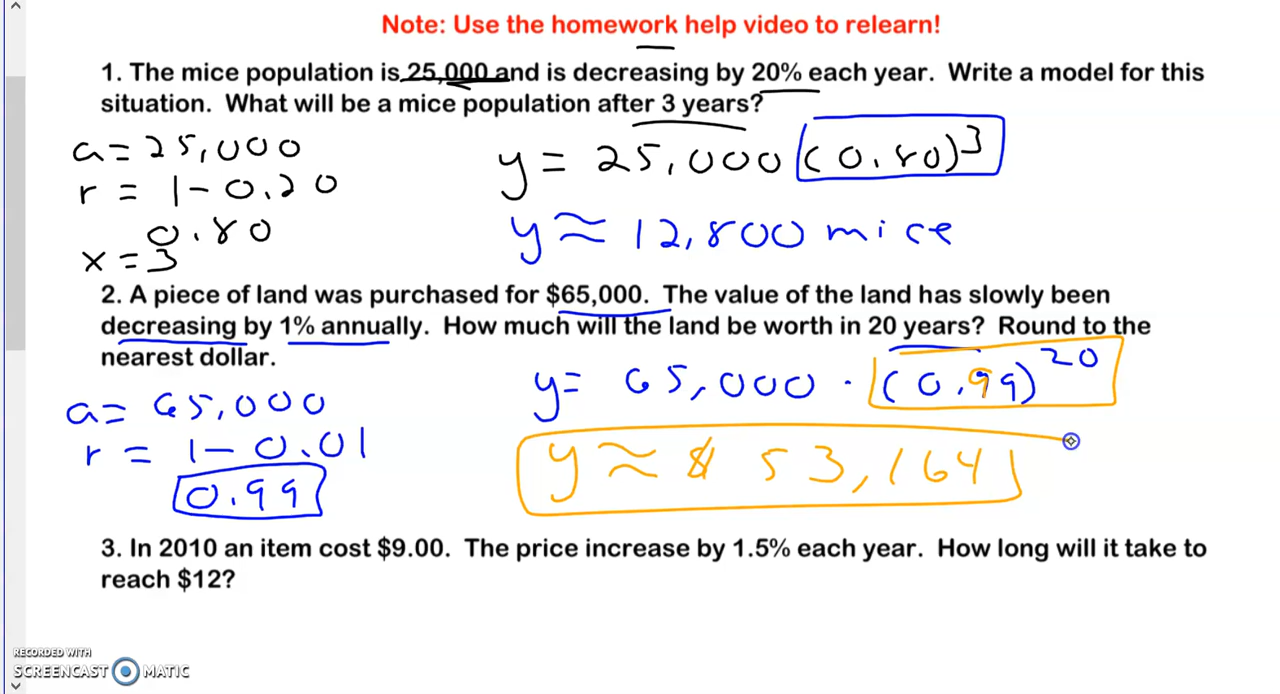 Note: Use the homework help video to relearn!
1. The mice population is 25,000 and is decreasing by 20% each year. Write a model for this
situation. What will be a mice population after 3 years?
a = 25,000
r = 1 - 0.20
0.80
x = 3
y = 25,000 (0.80)^3
y ≈ 12,800 mice
2. A piece of land was purchased for $65,000. The value of the land has slowly been
decreasing by 1% annually. How much will the land be worth in 20 years? Round to the
nearest dollar.
a = 65,000
r = 1 - 0.01
0.99
y = 65,000 · (0.99)^20
y ≈ $ 53,164
3. In 2010 an item cost $9.00. The price increase by 1.5% each year. How long will it take to
reach $12?
RECORDED WITH
SCREENCAST MATIC